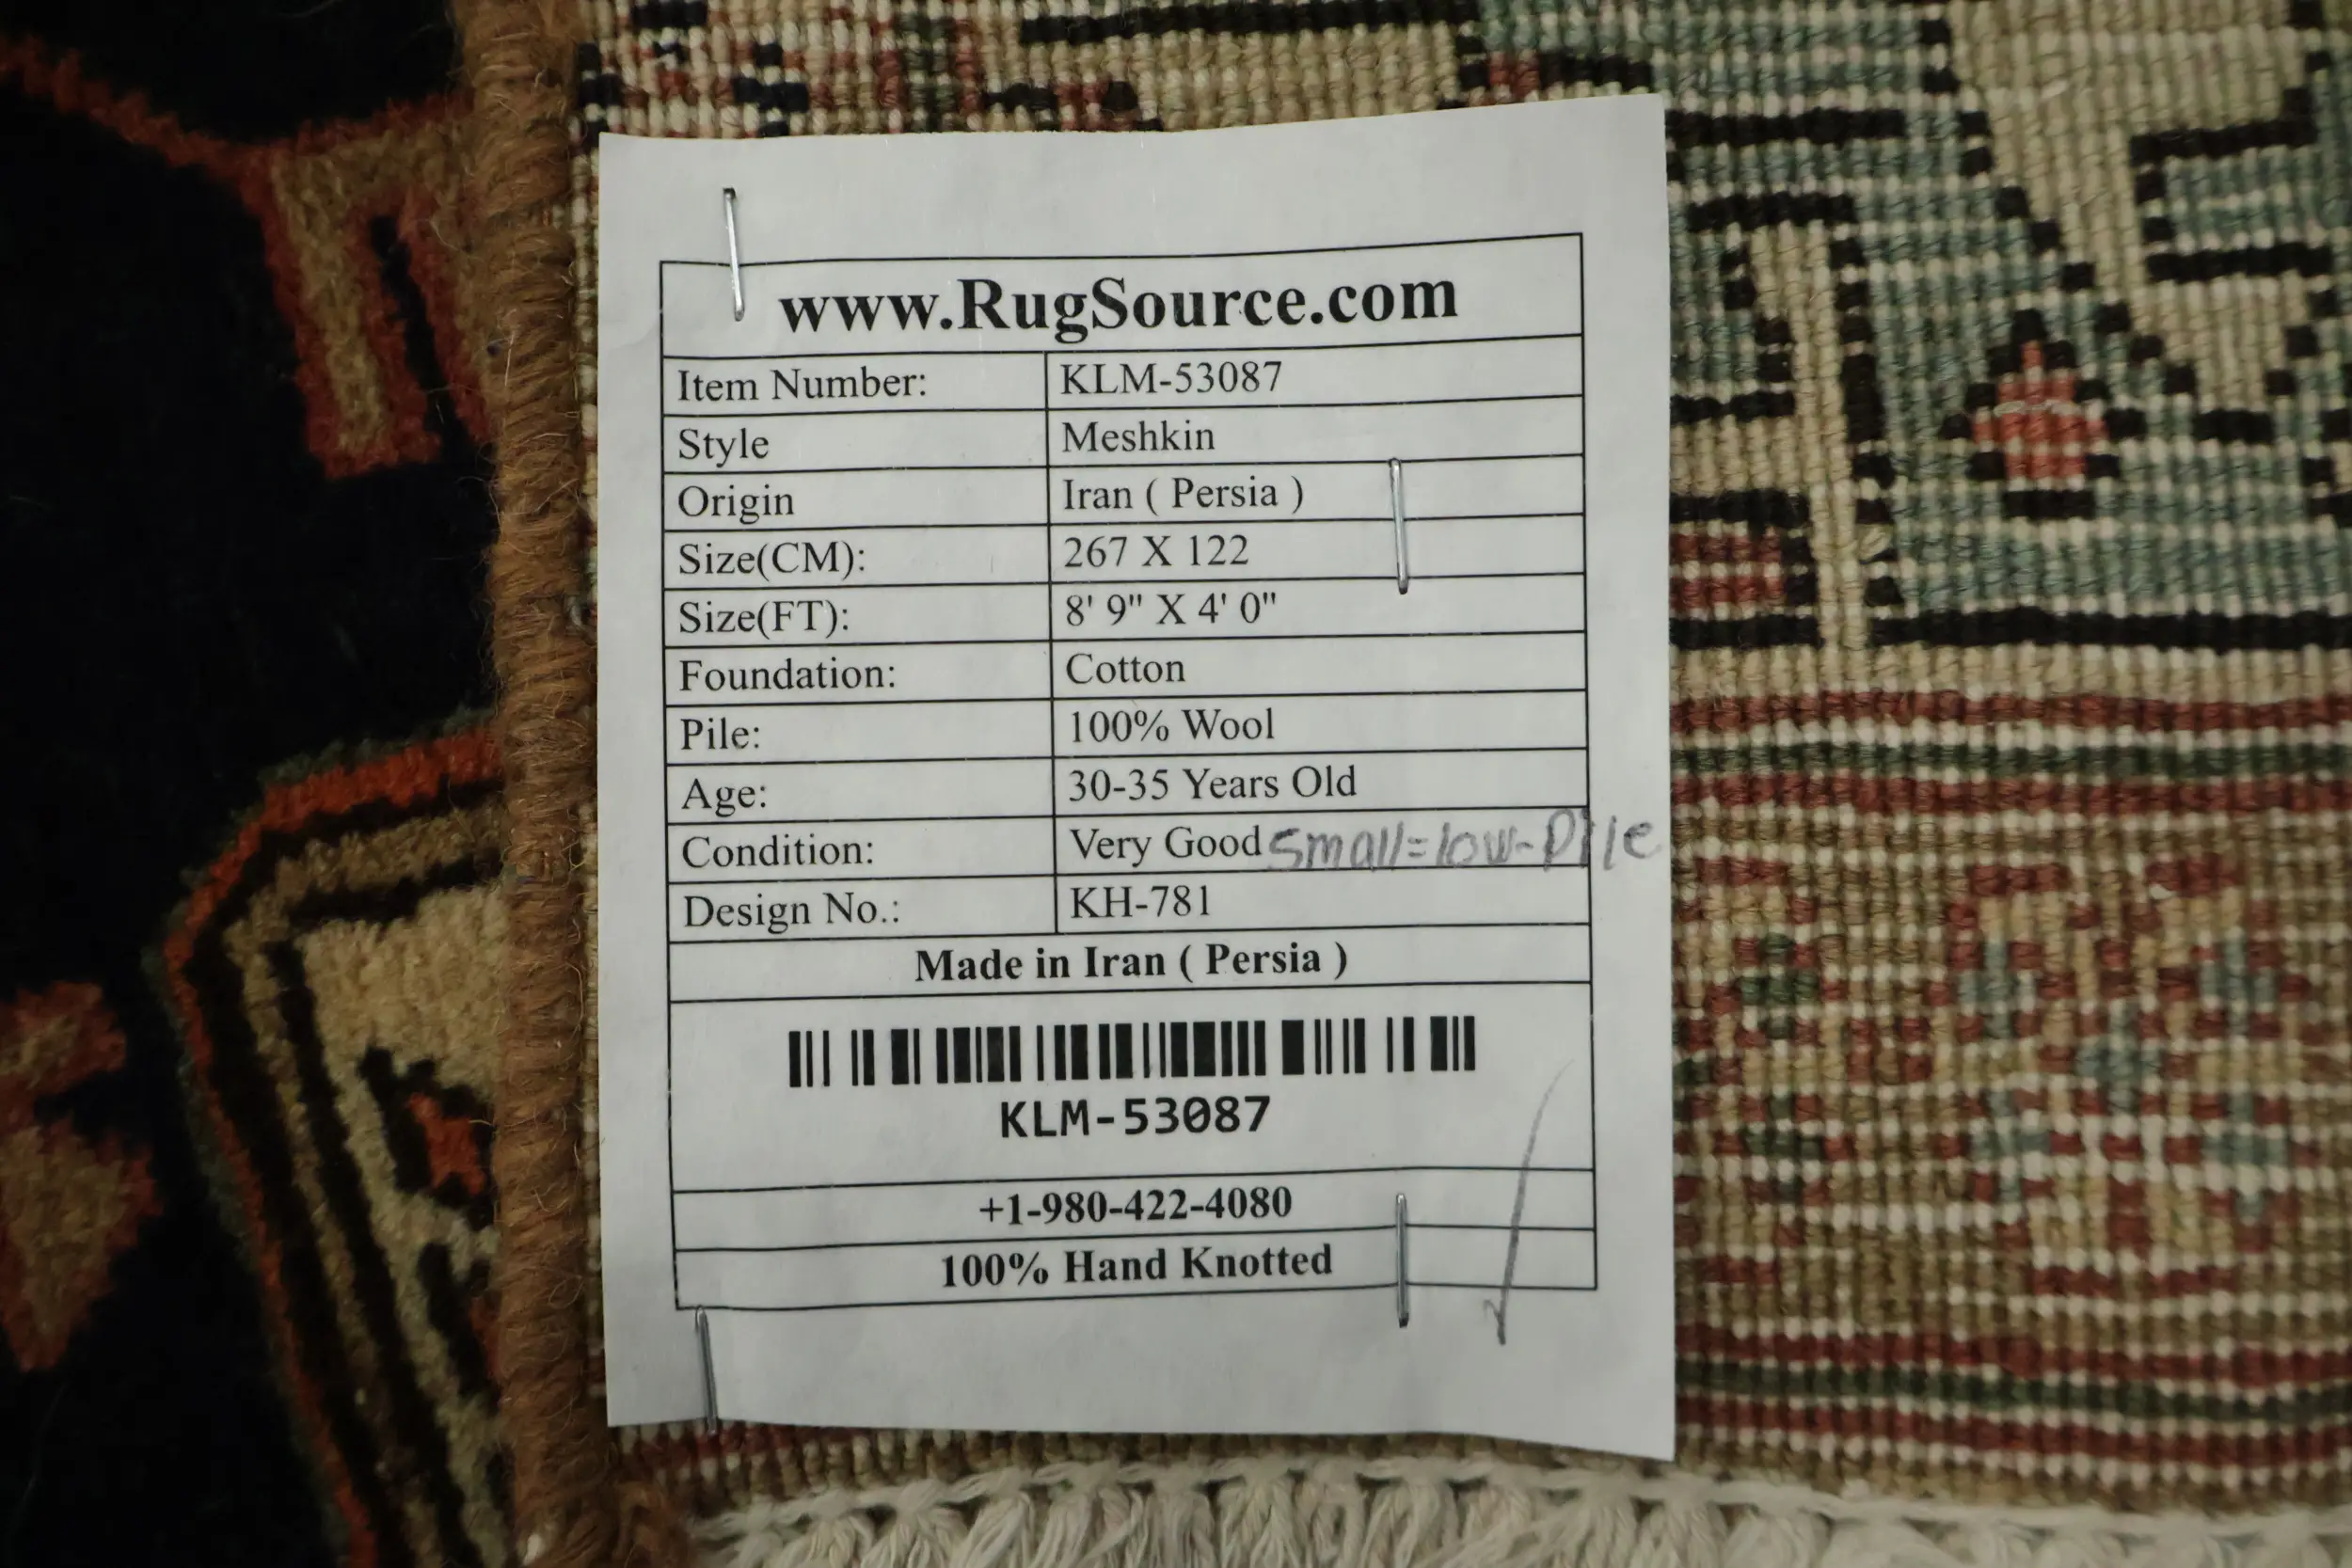 www.RugSource.com
Item Number: KLM-53087
Style Meshkin
Origin Iran ( Persia )
Size(CM): 267 X 122
Size(FT): 8' 9" X 4' 0"
Foundation: Cotton
Pile: 100% Wool
Age: 30-35 Years Old
Condition: Very Good small=low-Pile
Design No.: KH-781
Made in Iran ( Persia )
KLM-53087
+1-980-422-4080
100% Hand Knotted